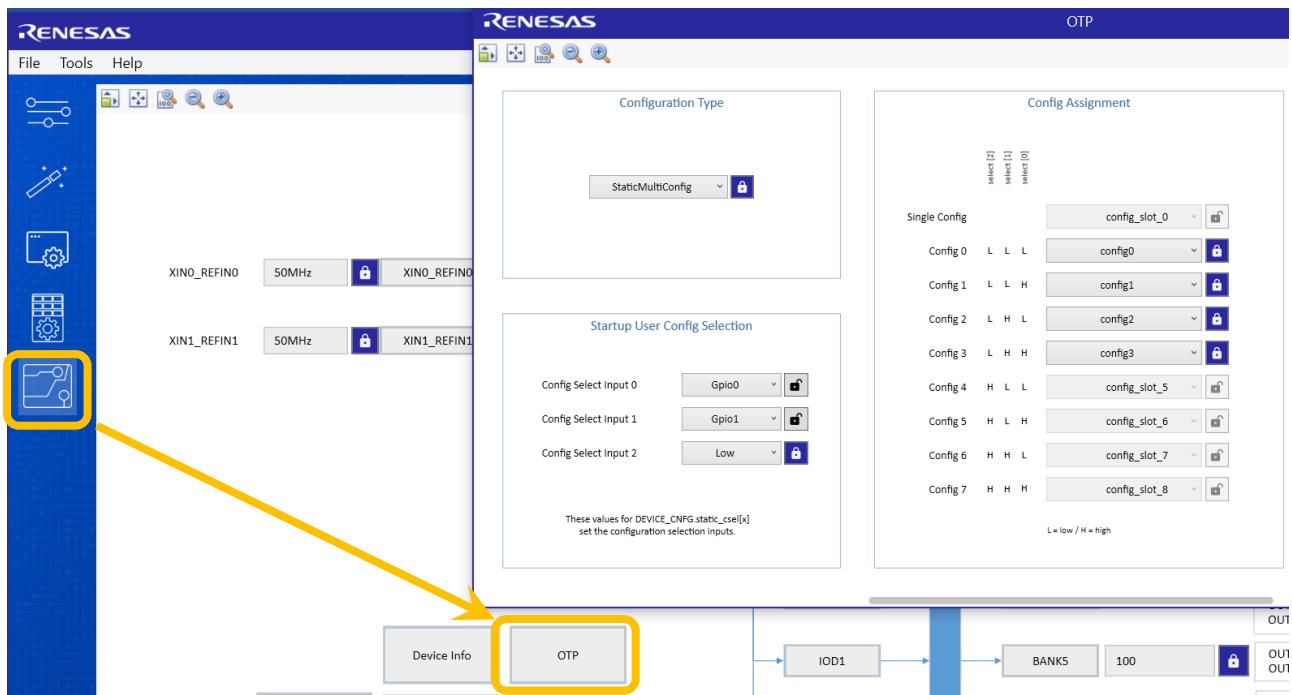 RENESAS
File Tools Help
XIN0_REFIN0 50MHz XIN0_REFIN0
XIN1_REFIN1 50MHz XIN1_REFIN1
Device Info OTP
IOD1 BANK5 100
OUT
OUT
OUT
RENESAS OTP
Configuration Type
StaticMultiConfig
Startup User Config Selection
Config Select Input 0 Gpio0
Config Select Input 1 Gpio1
Config Select Input 2 Low
These values for DEVICE_CNFG.static_csel[x]
set the configuration selection inputs.
Config Assignment
select [2] select [1] select [0]
Single Config config_slot_0
Config 0 L L L config0
Config 1 L L H config1
Config 2 L H L config2
Config 3 L H H config3
Config 4 H L L config_slot_5
Config 5 H L H config_slot_6
Config 6 H H L config_slot_7
Config 7 H H H config_slot_8
L = low / H = high